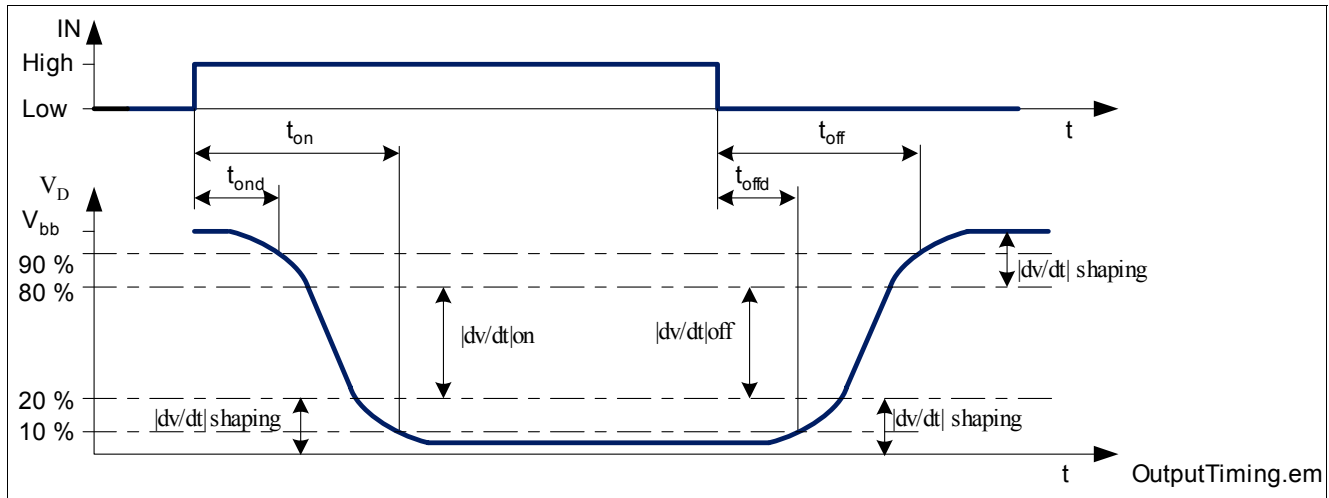 IN
High
Low
t
t_on
t_off
t_ond
t_offd
V_D
V_bb
90 %
80 %
|dv/dt| shaping
|dv/dt|on
|dv/dt|off
20 %
|dv/dt| shaping
|dv/dt| shaping
10 %
t
OutputTiming.em